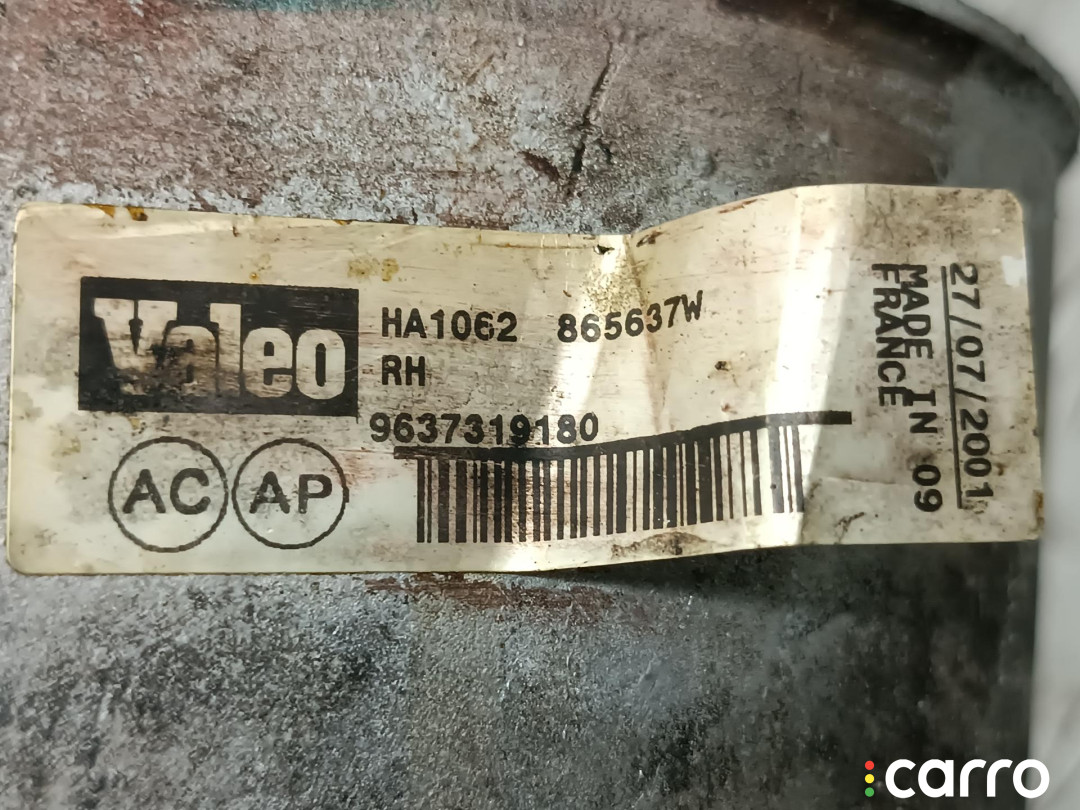 Valeo
HA1062 865637W
RH
9637319180
AC AP
27/07/2001
MADE IN 09
FRANCE
carro